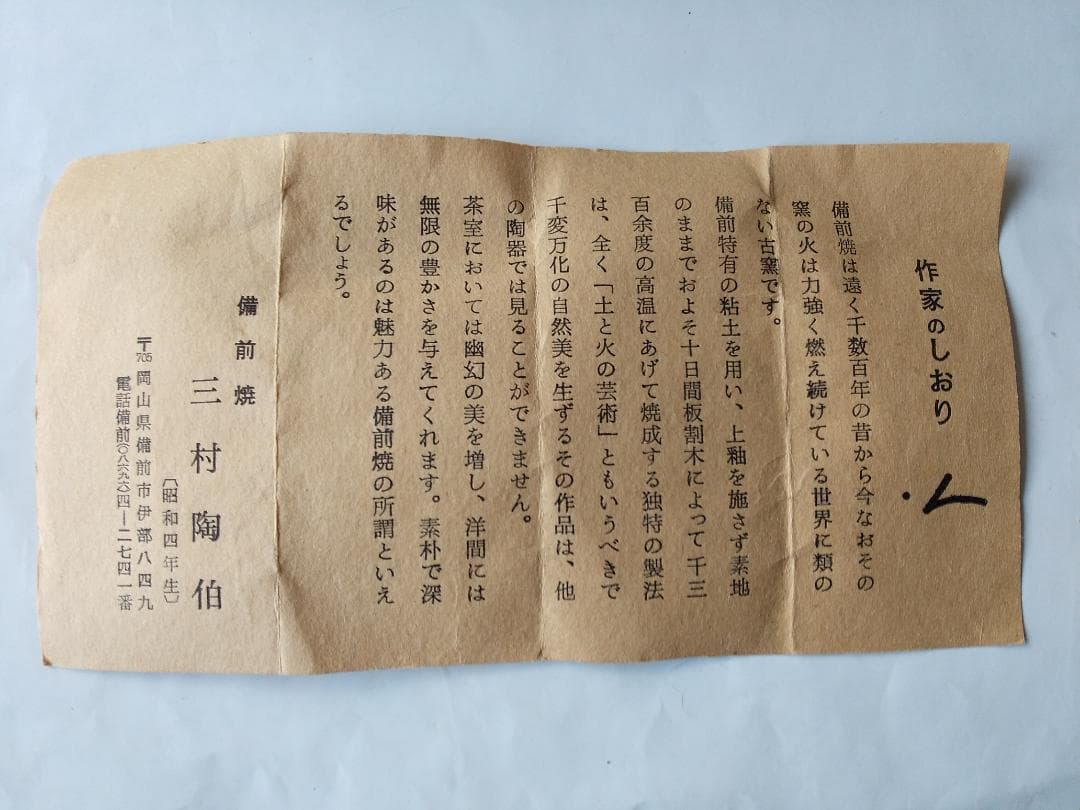 作家のしおり
備前焼は遠く千数百年の昔から今なおその
窯の火は力強く燃え続けている世界に類の
ない古窯です。
備前特有の粘土を用い、上釉を施さず素地
のままでおよそ十日間板割木によって千三
百余度の高温にあげて焼成する独特の製法
は、全く「土と火の芸術」ともいうべきで
千変万化の自然美を生ずるその作品は、他
の陶器では見ることができません。
茶室においては幽幻の美を増し、洋間には
無限の豊かさを与えてくれます。素朴で深
味があるのは魅力ある備前焼の所謂といえ
るでしょう。
備前焼
三村陶伯
（昭和四年生）
〒705岡山県備前市伊部八四九
電話備前(〇八六九六)四―二七四一番